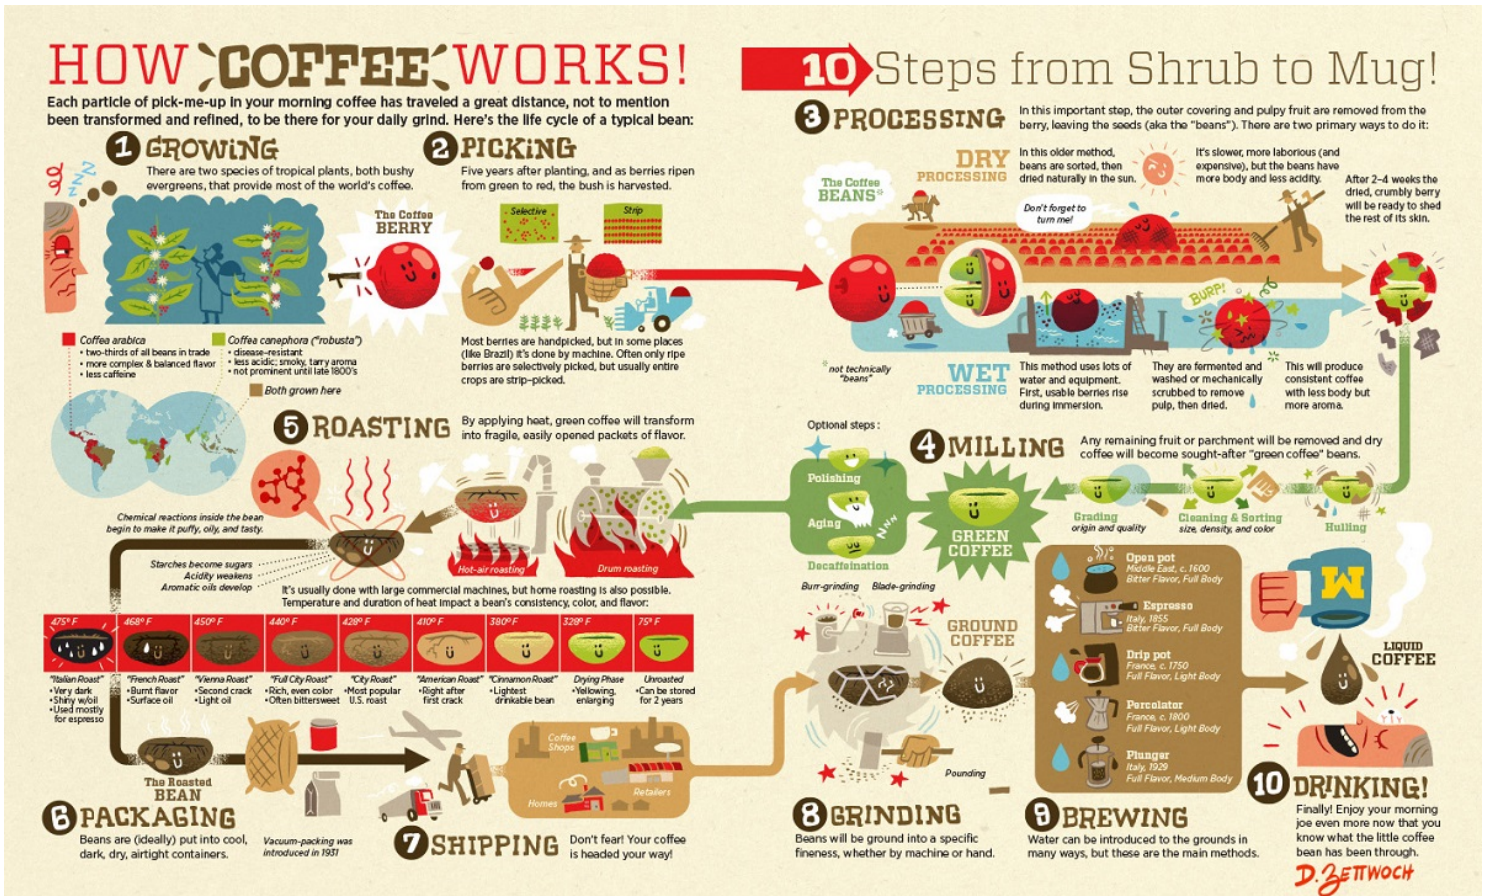 HOW COFFEE WORKS!
Each particle of pick-me-up in your morning coffee has traveled a great distance, not to mention
been transformed and refined, to be there for your daily grind. Here's the life cycle of a typical bean:
10 Steps from Shrub to Mug!
1 GROWING
There are two species of tropical plants, both bushy
evergreens, that provide most of the world's coffee.
ZZZ
The Coffee
BERRY
Coffea arabica
• two-thirds of all beans in trade
• more complex & balanced flavor
• less caffeine
Coffea canephora ("robusta")
• disease-resistant
• less acidic; smoky, tarry aroma
• not prominent until late 1800's
Both grown here
2 PICKING
Five years after planting, and as berries ripen
from green to red, the bush is harvested.
Selective
Strip
Most berries are handpicked, but in some places
(like Brazil) it's done by machine. Often only ripe
berries are selectively picked, but usually entire
crops are strip-picked.
3 PROCESSING
In this important step, the outer covering and pulpy fruit are removed from the
berry, leaving the seeds (aka the "beans"). There are two primary ways to do it:
The Coffee
BEANS*
DRY
PROCESSING
In this older method,
beans are sorted, then
dried naturally in the sun.
It's slower, more laborious (and
expensive), but the beans have
more body and less acidity.
After 2-4 weeks the
dried, crumbly berry
will be ready to shed
the rest of its skin.
Don't forget to
turn me!
BURP!
*not technically
"beans"
WET
PROCESSING
This method uses lots of
water and equipment.
First, usable berries rise
during immersion.
They are fermented and
washed or mechanically
scrubbed to remove
pulp, then dried.
This will produce
consistent coffee
with less body but
more aroma.
4 MILLING
Any remaining fruit or parchment will be removed and dry
coffee will become sought-after "green coffee" beans.
Hulling
Cleaning & Sorting
size, density, and color
Grading
origin and quality
GREEN
COFFEE
Optional steps:
Polishing
Aging
ZNNN
Decaffeination
5 ROASTING
By applying heat, green coffee will transform
into fragile, easily opened packets of flavor.
Drum roasting
Hot-air roasting
Chemical reactions inside the bean
begin to make it puffy, oily, and tasty.
Starches become sugars
Acidity weakens
Aromatic oils develop
It's usually done with large commercial machines, but home roasting is also possible.
Temperature and duration of heat impact a bean's consistency, color, and flavor:
475° F
"Italian Roast"
•Very dark
•Shiny w/oil
•Used mostly
for espresso
468° F
"French Roast"
•Burnt flavor
•Surface oil
450° F
"Vienna Roast"
•Second crack
•Light oil
440° F
"Full City Roast"
•Rich, even color
•Often bittersweet
428° F
"City Roast"
•Most popular
U.S. roast
410° F
"American Roast"
•Right after
first crack
380° F
"Cinnamon Roast"
•Lightest
drinkable bean
328° F
Drying Phase
•Yellowing,
enlarging
75° F
Unroasted
•Can be stored
for 2 years
The Roasted
BEAN
6 PACKAGING
Beans are (ideally) put into cool,
dark, dry, airtight containers.
Vacuum-packing was
introduced in 1931
7 SHIPPING
Don't fear! Your coffee
is headed your way!
Coffee
Shops
Homes
Retailers
Burr-grinding
Blade-grinding
GROUND
COFFEE
Pounding
8 GRINDING
Beans will be ground into a specific
fineness, whether by machine or hand.
Open pot
Middle East, c. 1600
Bitter Flavor, Full Body
Espresso
Italy, 1855
Bitter Flavor, Full Body
Drip pot
France, c. 1750
Full Flavor, Light Body
Percolator
France, c. 1800
Full Flavor, Light Body
Plunger
Italy, 1929
Full Flavor, Medium Body
9 BREWING
Water can be introduced to the grounds in
many ways, but these are the main methods.
M
LIQUID
COFFEE
10 DRINKING!
Finally! Enjoy your morning
joe even more now that you
know what the little coffee
bean has been through.
D. ZETTWOCH